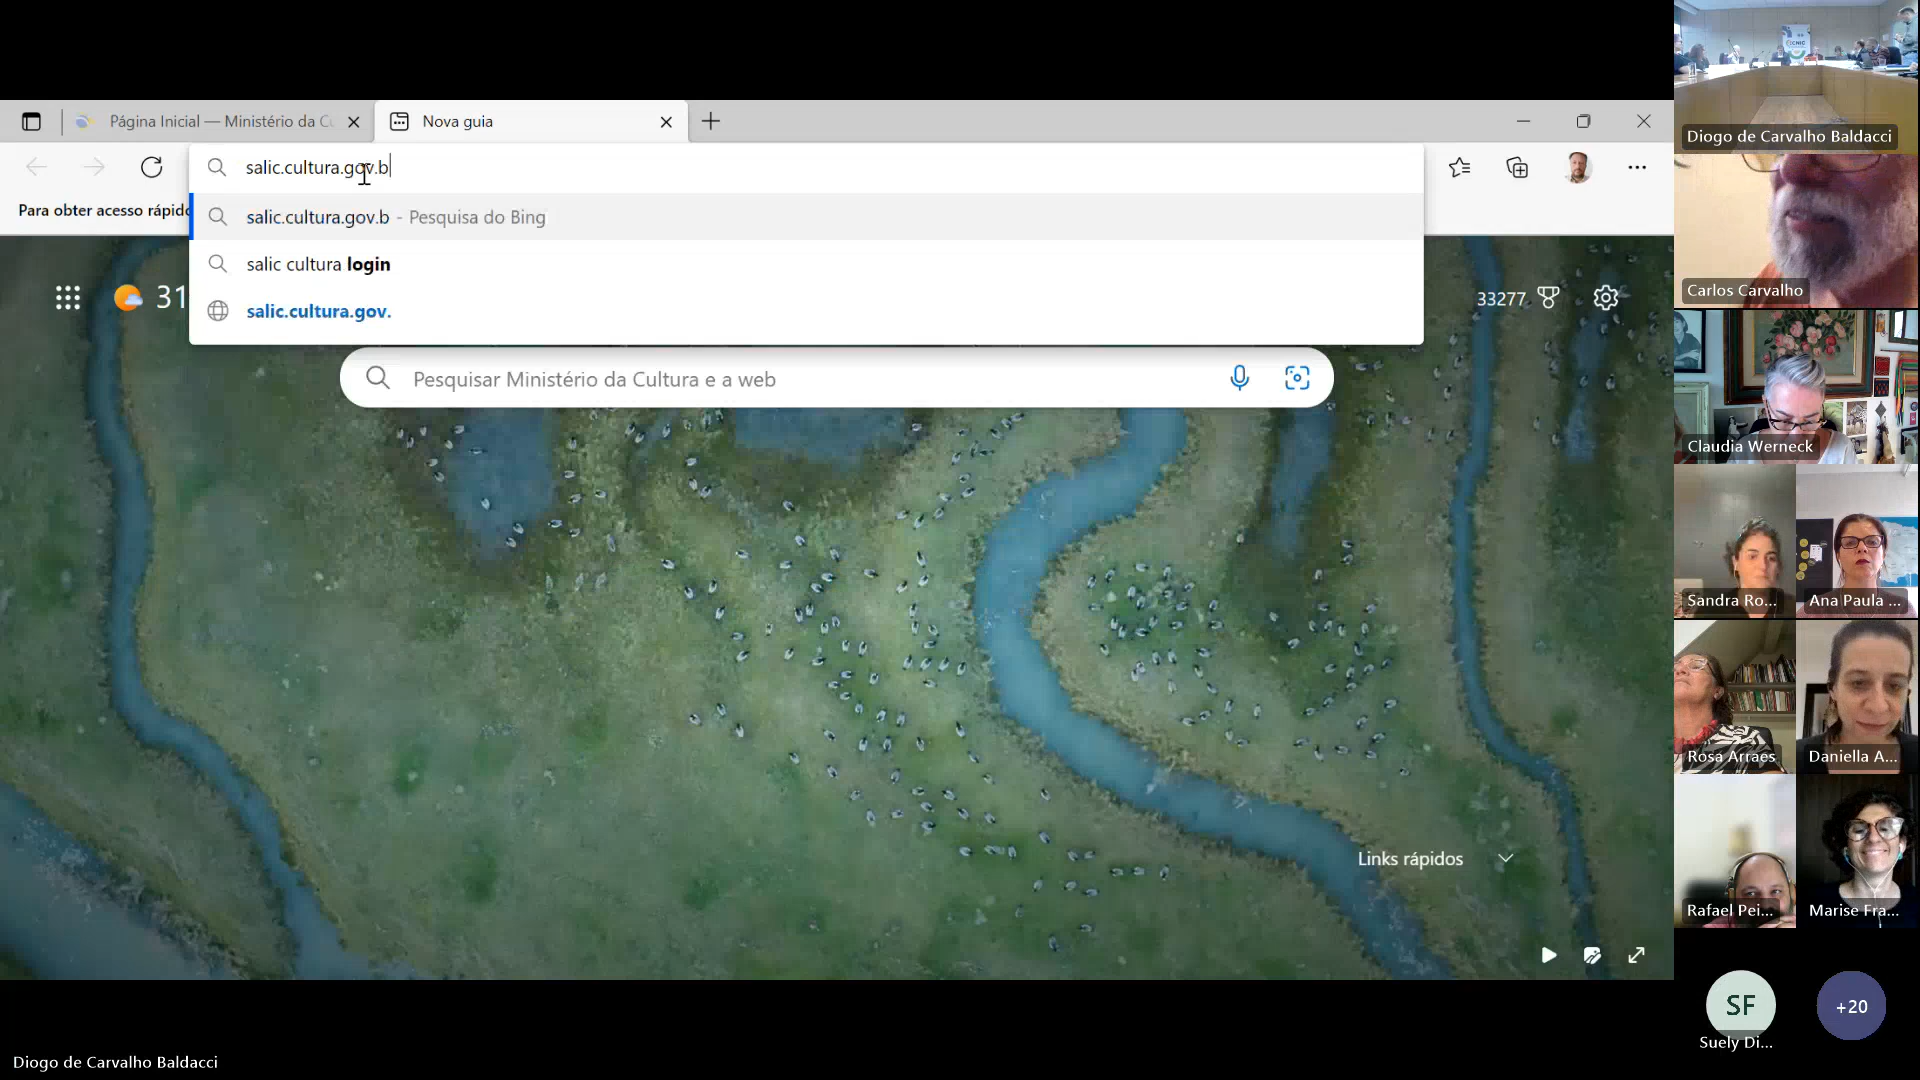 Página Inicial — Ministério da Cu
Nova guia
salic.cultura.gov.b
Para obter acesso rápido
salic.cultura.gov.b - Pesquisa do Bing
salic cultura login
salic.cultura.gov.
31
33277
Pesquisar Ministério da Cultura e a web
Links rápidos
Diogo de Carvalho Baldacci
CNIC
Diogo de Carvalho Baldacci
Carlos Carvalho
Claudia Werneck
Sandra Ro...
Ana Paula ...
Rosa Arraes
Daniella A...
Rafael Pei...
Marise Fra...
SF
+20
Suely Di...